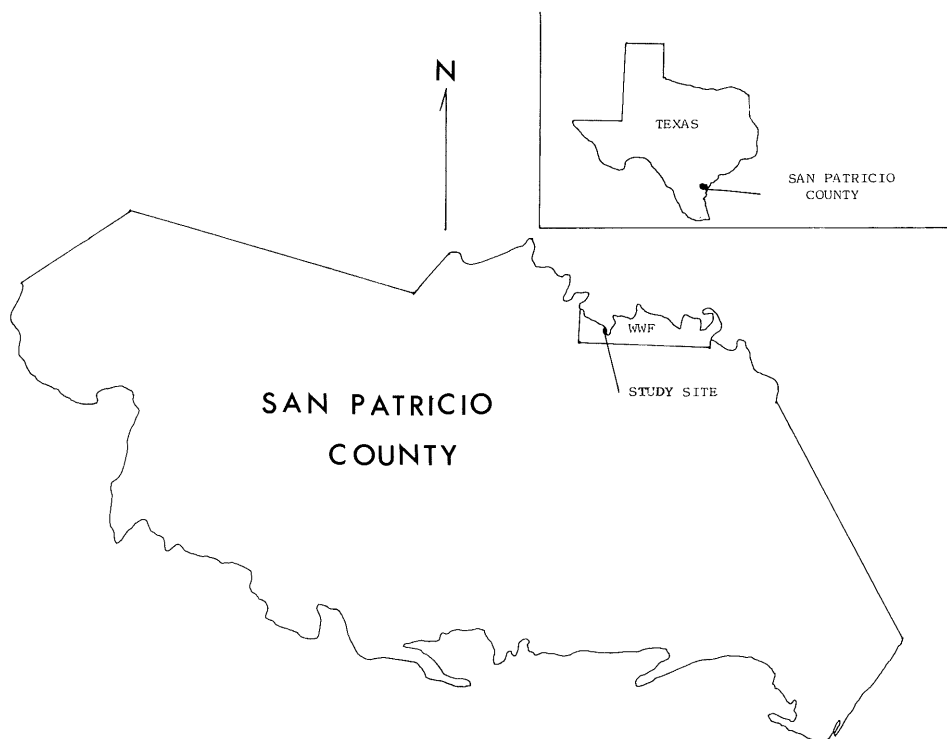 N
TEXAS
SAN PATRICIO
COUNTY
WWF
STUDY SITE
SAN PATRICIO
COUNTY